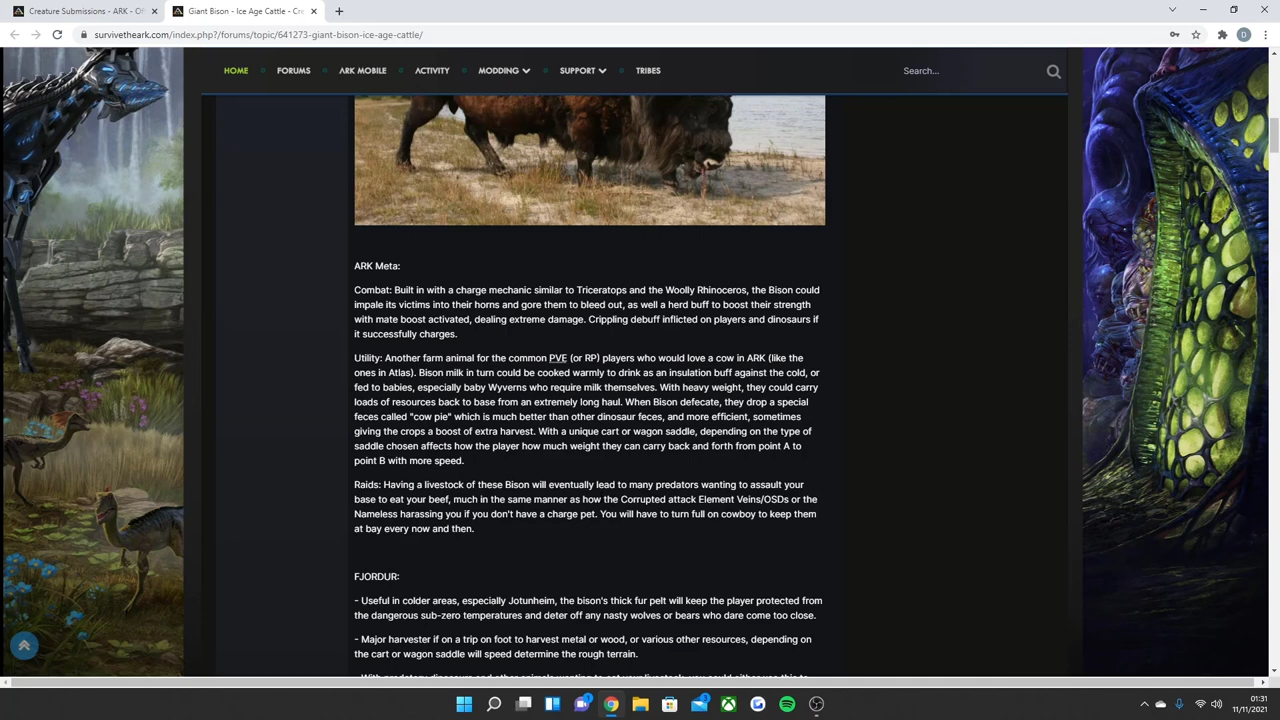 Creature Submissions - ARK - Of
Giant Bison - Ice Age Cattle - Cre
survivetheark.com/index.php?/forums/topic/641273-giant-bison-ice-age-cattle/
D
HOME FORUMS ARK MOBILE ACTIVITY MODDING SUPPORT TRIBES Search...
ARK Meta:
Combat: Built in with a charge mechanic similar to Triceratops and the Woolly Rhinoceros, the Bison could
impale its victims into their horns and gore them to bleed out, as well a herd buff to boost their strength
with mate boost activated, dealing extreme damage. Crippling debuff inflicted on players and dinosaurs if
it successfully charges.
Utility: Another farm animal for the common PVE (or RP) players who would love a cow in ARK (like the
ones in Atlas). Bison milk in turn could be cooked warmly to drink as an insulation buff against the cold, or
fed to babies, especially baby Wyverns who require milk themselves. With heavy weight, they could carry
loads of resources back to base from an extremely long haul. When Bison defecate, they drop a special
feces called "cow pie" which is much better than other dinosaur feces, and more efficient, sometimes
giving the crops a boost of extra harvest. With a unique cart or wagon saddle, depending on the type of
saddle chosen affects how the player how much weight they can carry back and forth from point A to
point B with more speed.
Raids: Having a livestock of these Bison will eventually lead to many predators wanting to assault your
base to eat your beef, much in the same manner as how the Corrupted attack Element Veins/OSDs or the
Nameless harassing you if you don't have a charge pet. You will have to turn full on cowboy to keep them
at bay every now and then.
FJORDUR:
- Useful in colder areas, especially Jotunheim, the bison's thick fur pelt will keep the player protected from
the dangerous sub-zero temperatures and deter off any nasty wolves or bears who dare come too close.
- Major harvester if on a trip on foot to harvest metal or wood, or various other resources, depending on
the cart or wagon saddle will speed determine the rough terrain.
- With predatory dinosaurs and other animals wanting to eat your livestock, you could either use this to
01:31
11/11/2021